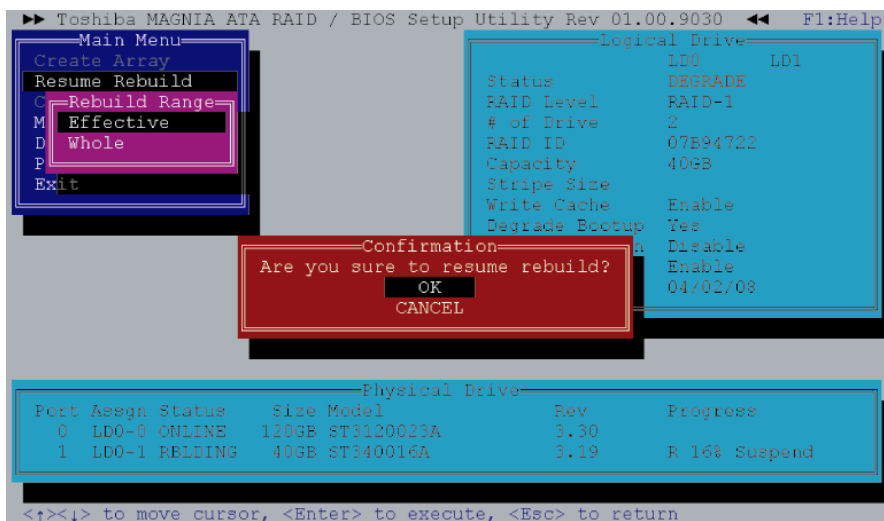 ►► Toshiba MAGNIA ATA RAID / BIOS Setup Utility Rev 01.00.9030 ◄◄ F1:Help
Main Menu
Create Array
Resume Rebuild
C
Rebuild Range
M Effective
D Whole
P
Exit
Logical Drive
LD0 LD1
Status DEGRADE
RAID Level RAID-1
# of Drive 2
RAID ID 07B94722
Capacity 40GB
Stripe Size
Write Cache Enable
Degrade Bootup Yes
n Disable
Enable
04/02/08
Confirmation
Are you sure to resume rebuild?
OK
CANCEL
Physical Drive
Port Assgn Status Size Model Rev Progress
0 LD0-0 ONLINE 120GB ST3120023A 3.30
1 LD0-1 RBLDING 40GB ST340016A 3.19 R 16% Suspend
<↑><↓> to move cursor, <Enter> to execute, <Esc> to return